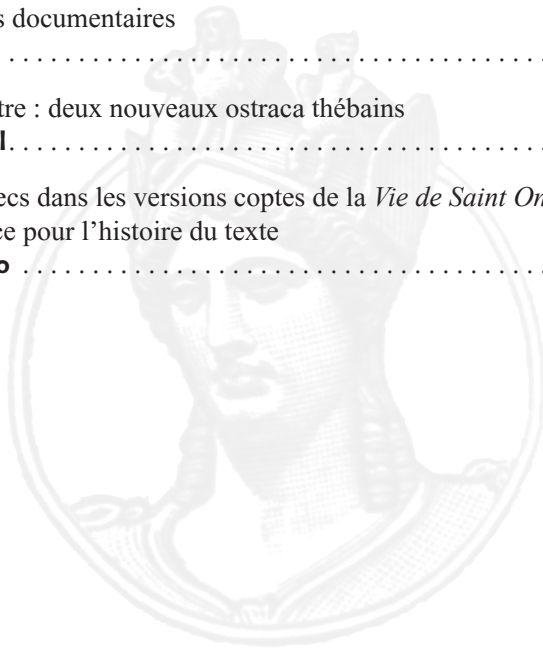 s documentaires
. . . . . . . . . . . . . . . . . . . . . . . . . . . . . . . . . . . . . . .
tre : deux nouveaux ostraca thébains
l. . . . . . . . . . . . . . . . . . . . . . . . . . . . . . . . . . . . . . .
ecs dans les versions coptes de la Vie de Saint On
ce pour l’histoire du texte
o . . . . . . . . . . . . . . . . . . . . . . . . . . . . . . . . . . . . . .